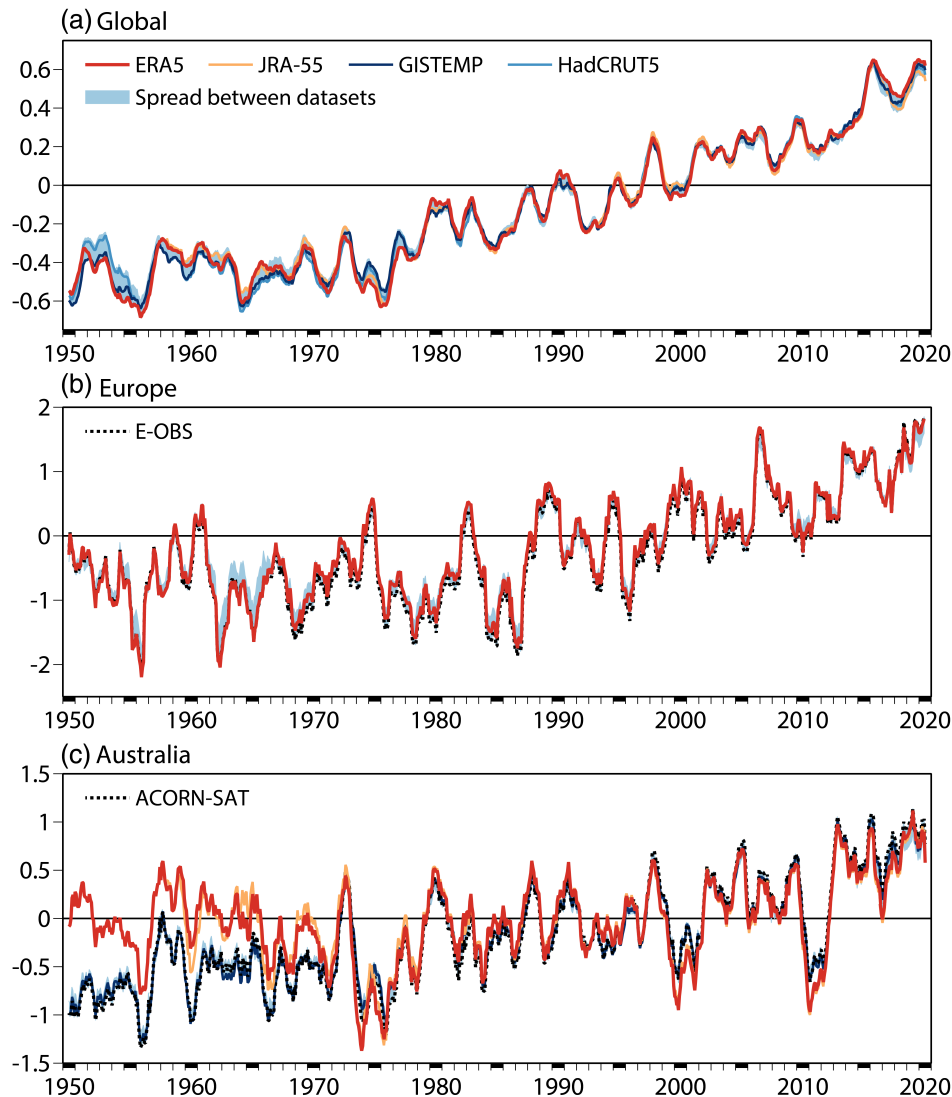 (a) Global
ERA5 JRA-55 GISTEMP HadCRUT5
Spread between datasets
0.6
0.4
0.2
0
-0.2
-0.4
-0.6
1950 1960 1970 1980 1990 2000 2010 2020
(b) Europe
E-OBS
2
1
0
-1
-2
1950 1960 1970 1980 1990 2000 2010 2020
(c) Australia
ACORN-SAT
1.5
1
0.5
0
-0.5
-1
-1.5
1950 1960 1970 1980 1990 2000 2010 2020